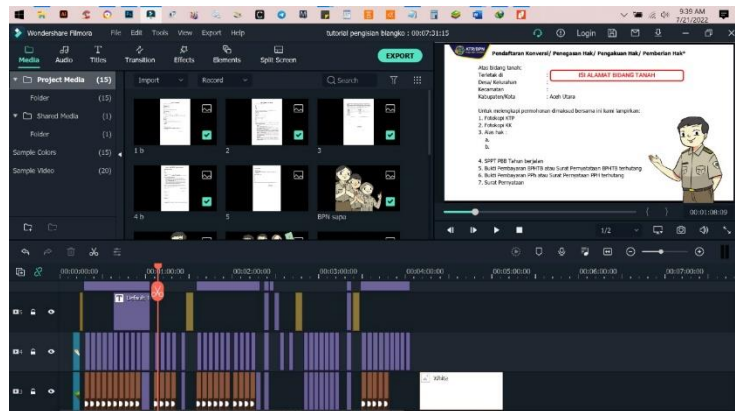 9:39 AM
7/21/2022
Wondershare Filmora File Edit Tools View Export Help tutorial pengisian blangko : 00:07:31:15 Login
Media Audio Titles Transition Effects Elements Split Screen EXPORT
Project Media (15)
Folder (15)
Shared Media (1)
Folder (1)
Sample Colors (15)
Sample Video (20)
Import Record Search
1 b 2 3
4 b 5 BPN sapa
ATR/BPN
Pendaftaran Konversi/ Penegasan Hak/ Pengakuan Hak/ Pemberian Hak*
Atas bidang tanah:
Terletak di :
ISI ALAMAT BIDANG TANAH
Desa/ Kelurahan :
Kecamatan :
Kabupaten/Kota : Aceh Utara
Untuk melengkapi permohonan dimaksud bersama ini kami lampirkan:
1. Fotokopi KTP
2. Fotokopi KK
3. Alas hak :
a.
b.
4. SPPT PBB Tahun berjalan
5. Bukti Pembayaran BPHTB atau Surat Pernyataan BPHTB terhutang
6. Bukti Pembayaran PPh atau Surat Pernyataan PPH terhutang
7. Surat Pernyataan
00:01:08:09
1/2
00:00:00:00 00:01:00:00 00:02:00:00 00:03:00:00 00:04:00:00 00:05:00:00 00:06:00:00 00:07:00:00
T Default
5
4
3